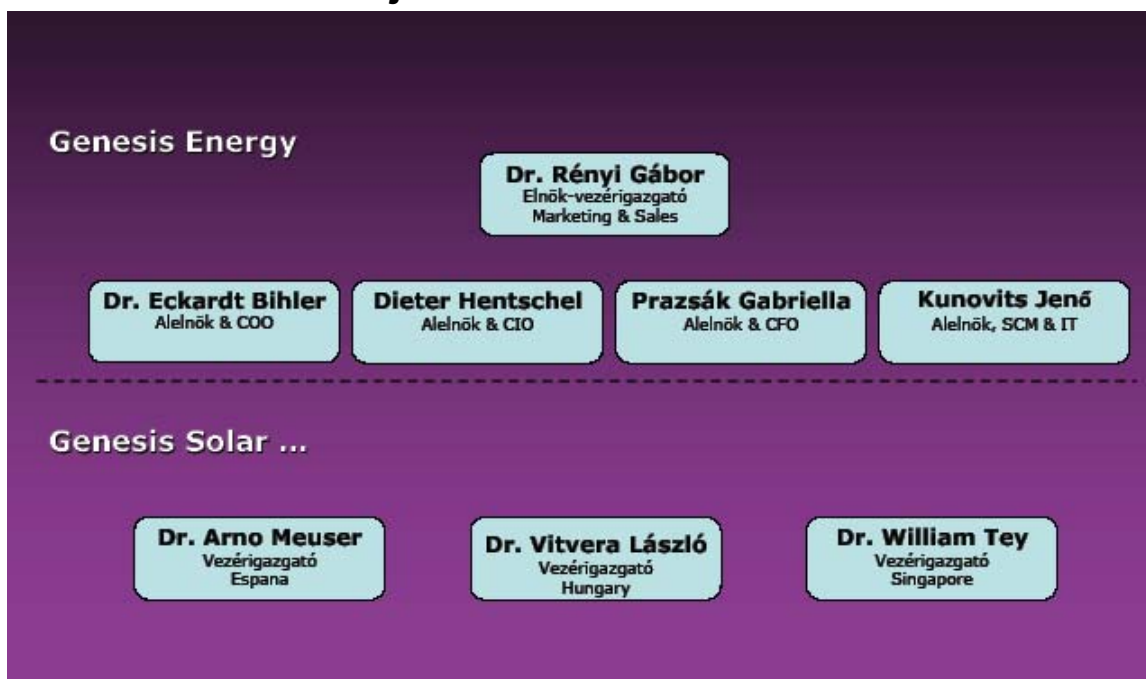 Genesis Energy
Dr. Rényi Gábor
Elnök-vezérigazgató
Marketing & Sales
Dr. Eckardt Bihler
Alelnök & COO
Dieter Hentschel
Alelnök & CIO
Prazsák Gabriella
Alelnök & CFO
Kunovits Jenő
Alelnök, SCM & IT
Genesis Solar ...
Dr. Arno Meuser
Vezérigazgató
Espana
Dr. Vitvera László
Vezérigazgató
Hungary
Dr. William Tey
Vezérigazgató
Singapore